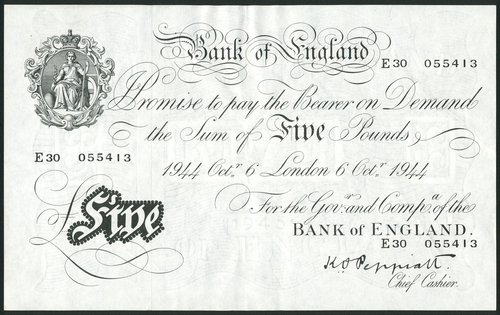 Bank of England
E30 055413
I Promise to pay the Bearer on Demand
the Sum of Five Pounds
E30 055413
1944 Octr. 6 London 6 Octr. 1944
For the Govr. and Compa. of the
BANK OF ENGLAND.
£ Five
E30 055413
K.O. Peppiatt.
Chief Cashier.